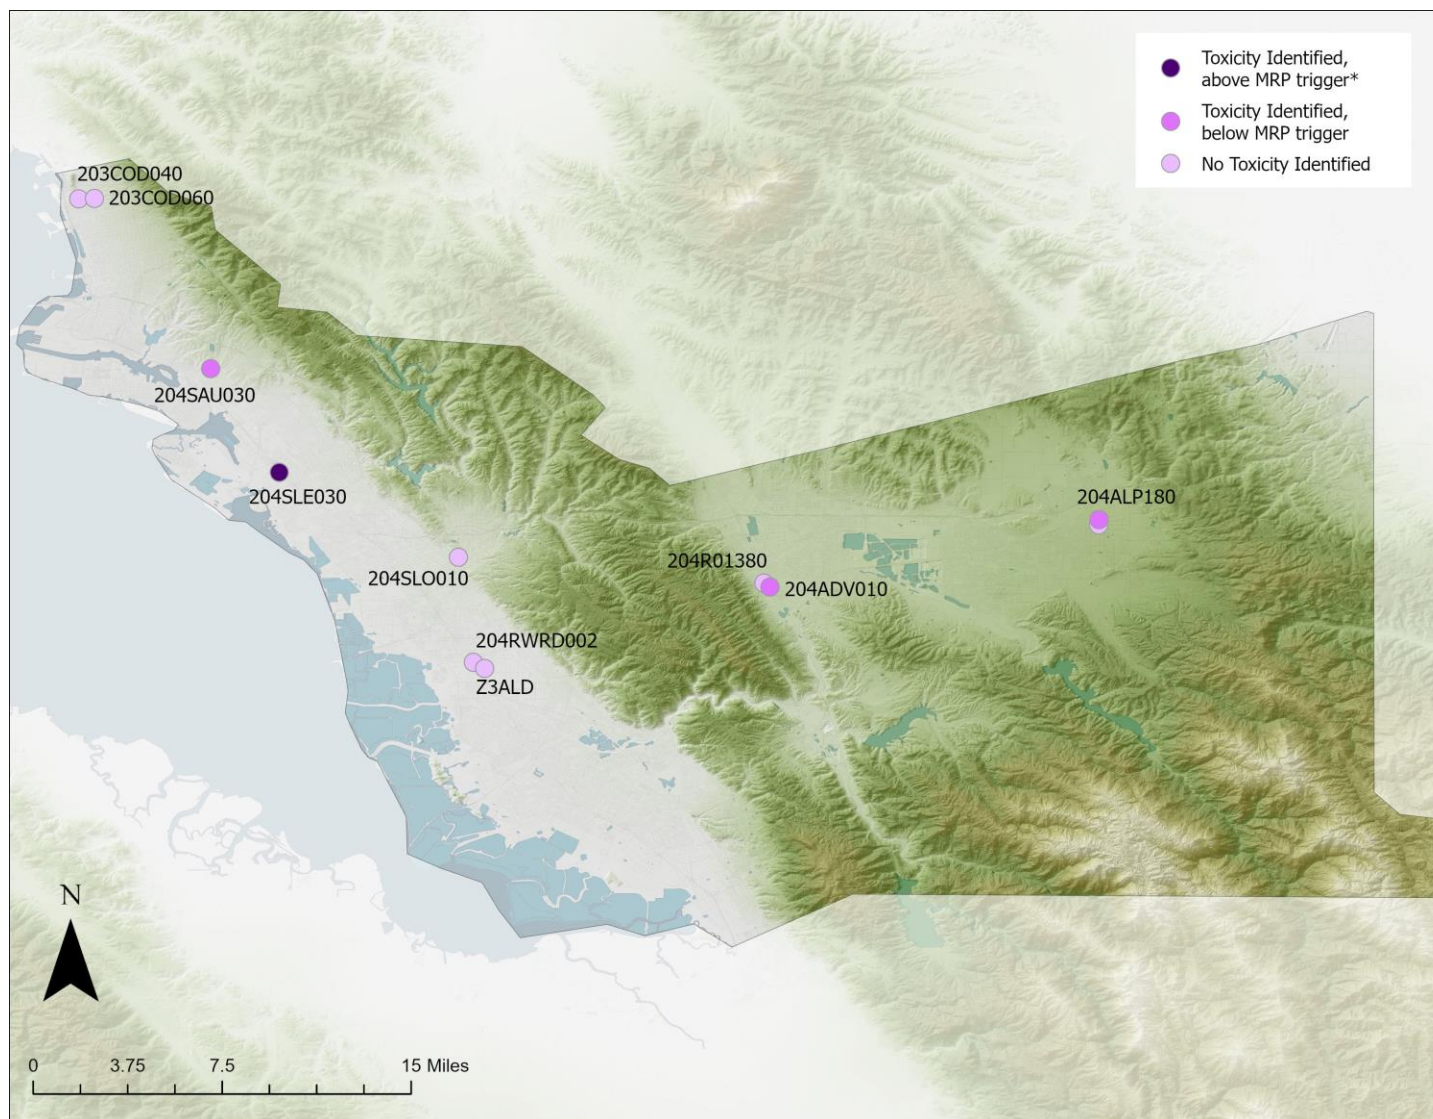 Toxicity Identified,
above MRP trigger*
Toxicity Identified,
below MRP trigger
No Toxicity Identified
203COD040
203COD060
204SAU030
204SLE030
204ALP180
204SLO010
204R01380
204ADV010
204RWRD002
Z3ALD
N
0 3.75 7.5 15 Miles